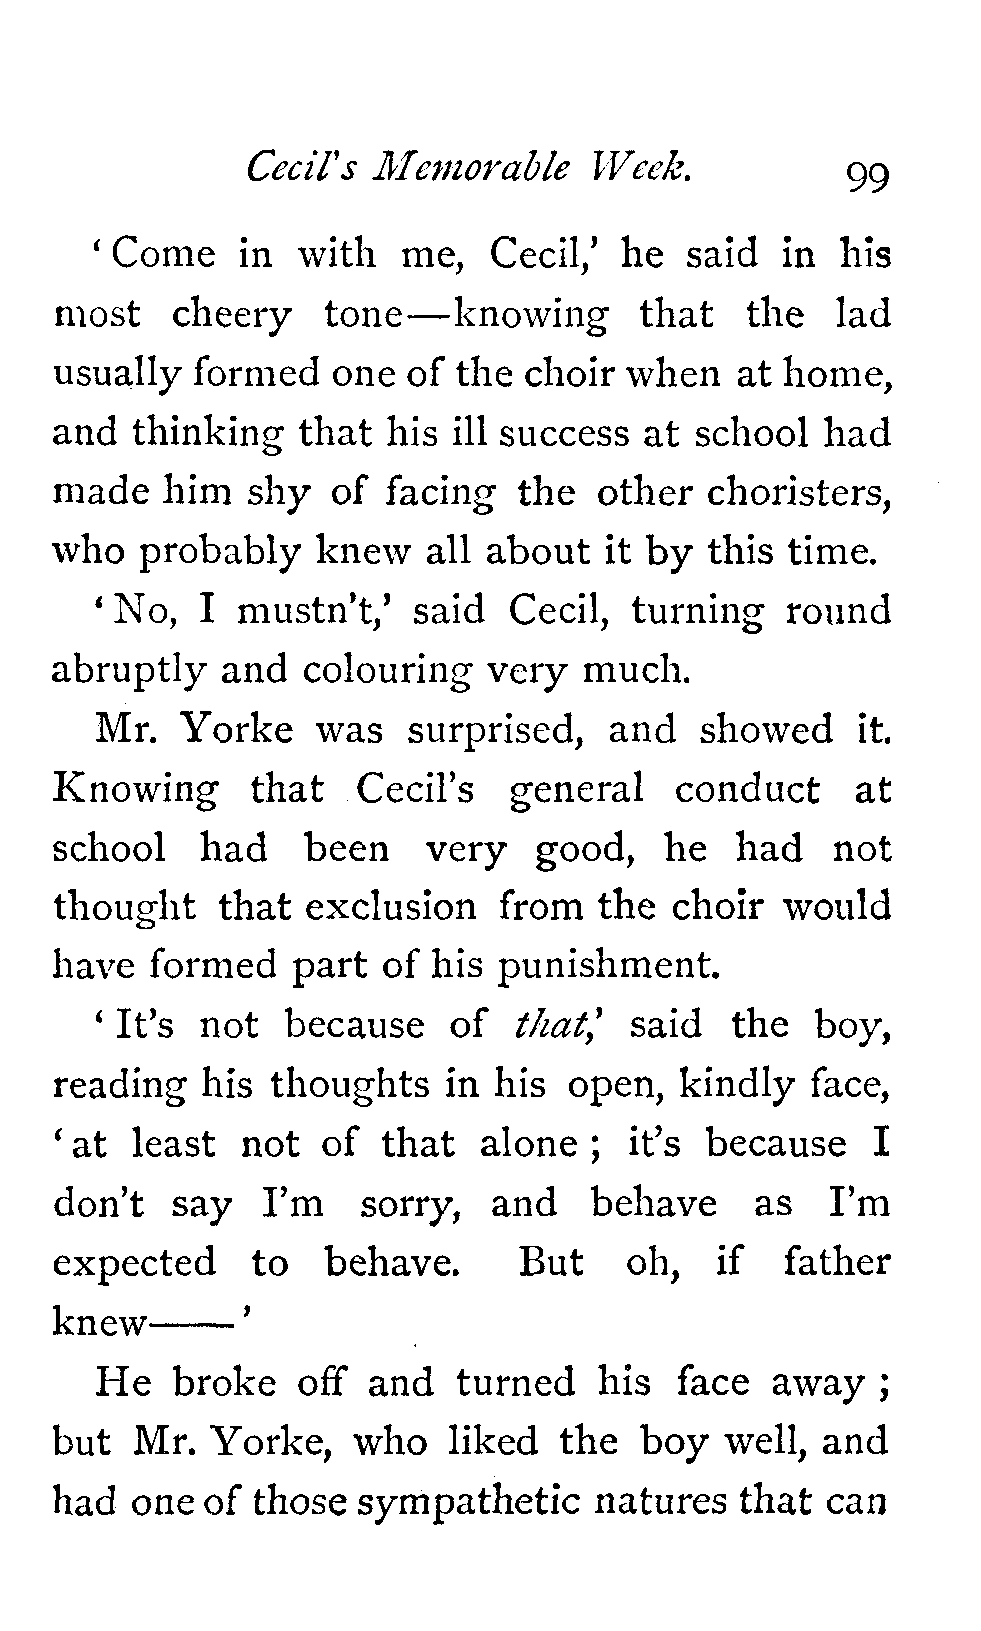 Cecil's Memorable Week. 99
‘Come in with me, Cecil,’ he said in his
most cheery tone—knowing that the lad
usually formed one of the choir when at home,
and thinking that his ill success at school had
made him shy of facing the other choristers,
who probably knew all about it by this time.
‘No, I mustn't,’ said Cecil, turning round
abruptly and colouring very much.
Mr. Yorke was surprised, and showed it.
Knowing that Cecil’s general conduct at
school had been very good, he had not
thought that exclusion from the choir would
have formed part of his punishment.
‘It’s not because of that,’ said the boy,
reading his thoughts in his open, kindly face,
‘at least not of that alone ; it’s because I
don’t say I’m sorry, and behave as I’m
expected to behave. But oh, if father
knew——’
He broke off and turned his face away ;
but Mr. Yorke, who liked the boy well, and
had one of those sympathetic natures that can